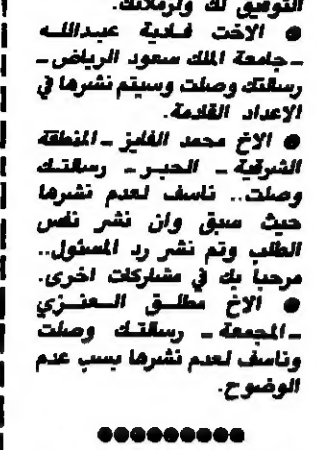 التوفيق لك ولزملائك.
● الاخت فادية عبدالله
ـ جامعة الملك سعود الرياض ـ
رسالتك وصلت وسيتم نشرها في
الاعداد القادمة.
● الاخ محمد الفايز ـ المنطقة
الشرقية ـ الخبر ـ رسالتك
وصلت.. ناسف لعدم نشرها
حيث سبق وان نشر نفس
الطلب وتم نشر رد المسئول..
مرحبا بك في مشاركات اخرى.
● الاخ مطلق العنزي
ـ المجمعة ـ رسالتك وصلت
وناسف لعدم نشرها بسبب عدم
الوضوح.